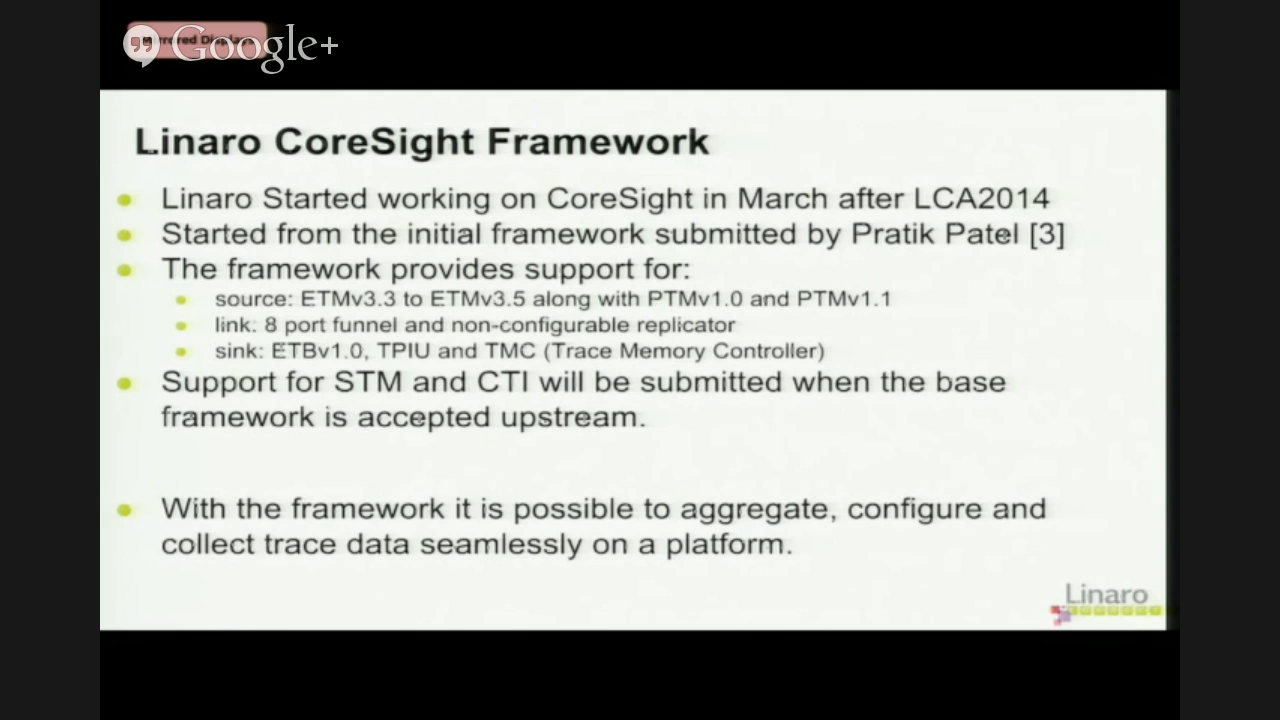 Mirrored Displays
Google+
Linaro CoreSight Framework
Linaro Started working on CoreSight in March after LCA2014
Started from the initial framework submitted by Pratik Patel [3]
The framework provides support for:
source: ETMv3.3 to ETMv3.5 along with PTMv1.0 and PTMv1.1
link: 8 port funnel and non-configurable replicator
sink: ETBv1.0, TPIU and TMC (Trace Memory Controller)
Support for STM and CTI will be submitted when the base
framework is accepted upstream.
With the framework it is possible to aggregate, configure and
collect trace data seamlessly on a platform.
Linaro